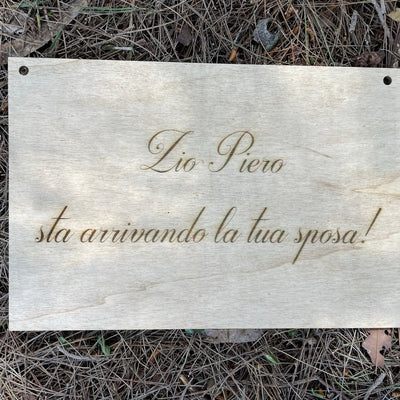 Zio Piero
sta arrivando la tua sposa!